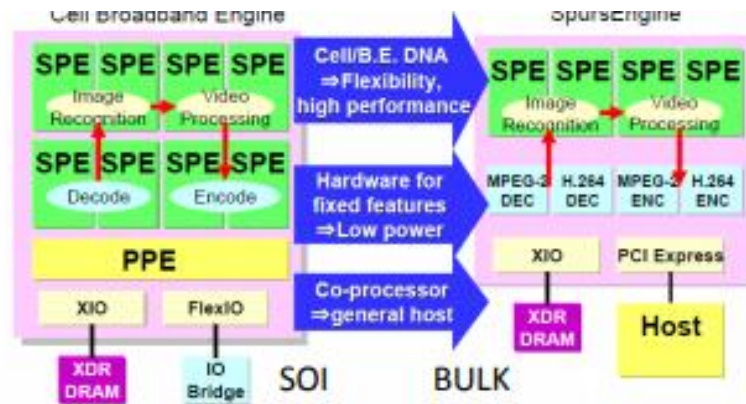 Cell Broadband Engine
SPE SPE SPE SPE
Image
Recognition
Video
Processing
SPE SPE SPE SPE
Decode
Encode
PPE
XIO
FlexIO
XDR
DRAM
IO
Bridge
SOI
Cell/B.E. DNA
⇒Flexibility,
high performance
Hardware for
fixed features
⇒Low power
Co-processor
⇒general host
SpursEngine
SPE SPE SPE SPE
Image
Recognition
Video
Processing
MPEG-2
DEC
H.264
DEC
MPEG-2
ENC
H.264
ENC
XIO
PCI Express
XDR
DRAM
Host
BULK